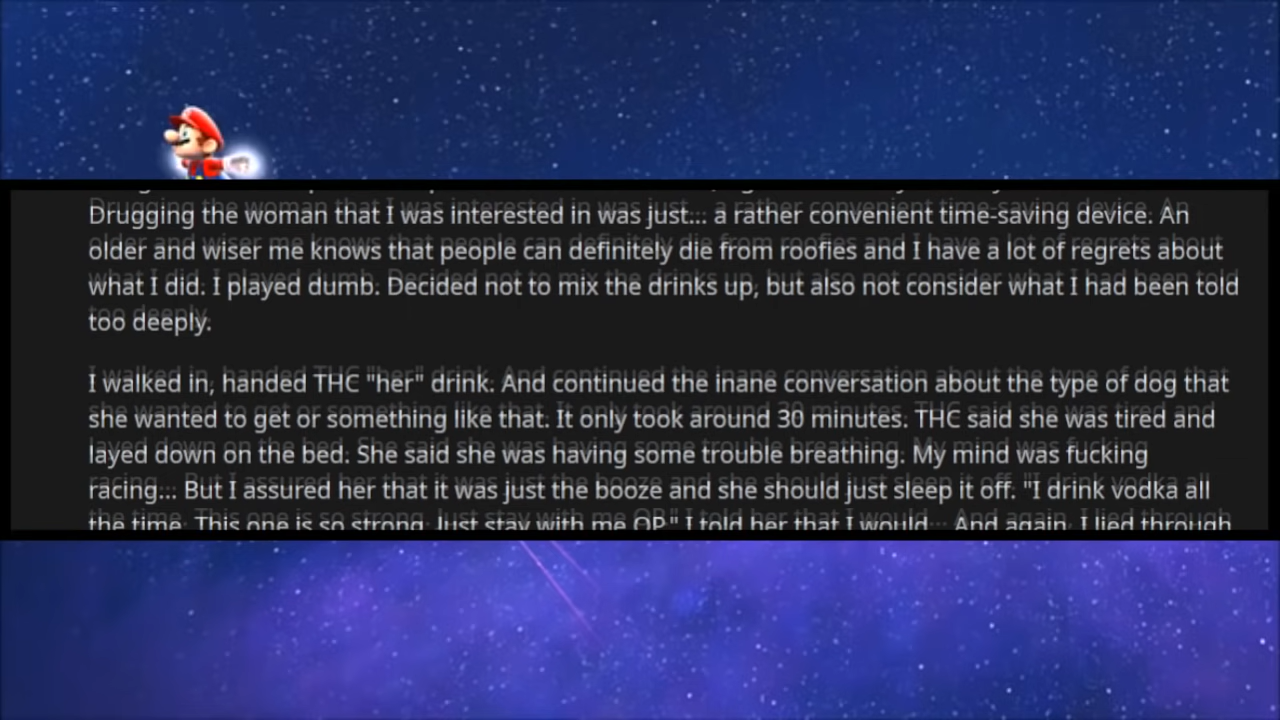 Drugging the woman that I was interested in was just... a rather convenient time-saving device. An
older and wiser me knows that people can definitely die from roofies and I have a lot of regrets about
what I did. I played dumb. Decided not to mix the drinks up, but also not consider what I had been told
too deeply.
I walked in, handed THC "her" drink. And continued the inane conversation about the type of dog that
she wanted to get or something like that. It only took around 30 minutes. THC said she was tired and
layed down on the bed. She said she was having some trouble breathing. My mind was fucking
racing... But I assured her that it was just the booze and she should just sleep it off. "I drink vodka all
the time. This one is so strong. Just stay with me OP." I told her that I would... And again, I lied through